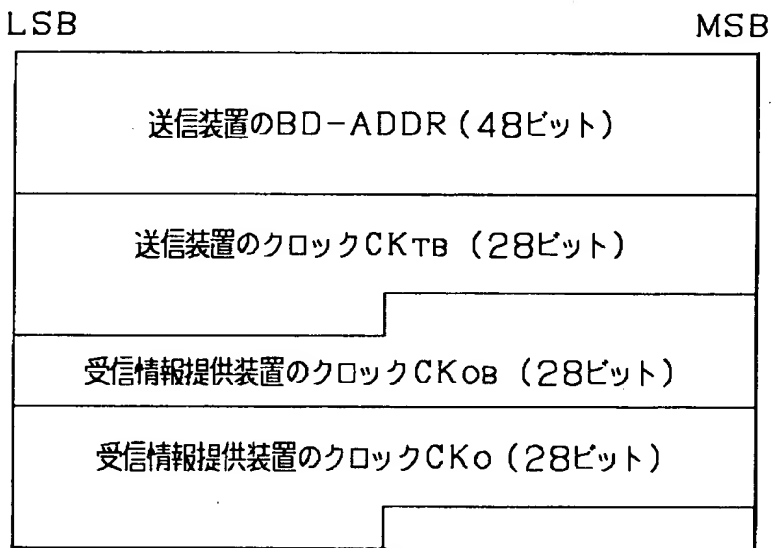 LSB MSB
送信装置のBD-ADDR(48ビット)
送信装置のクロックCKTB (28ビット)
受信情報提供装置のクロックCKOB (28ビット)
受信情報提供装置のクロックCKO(28ビット)